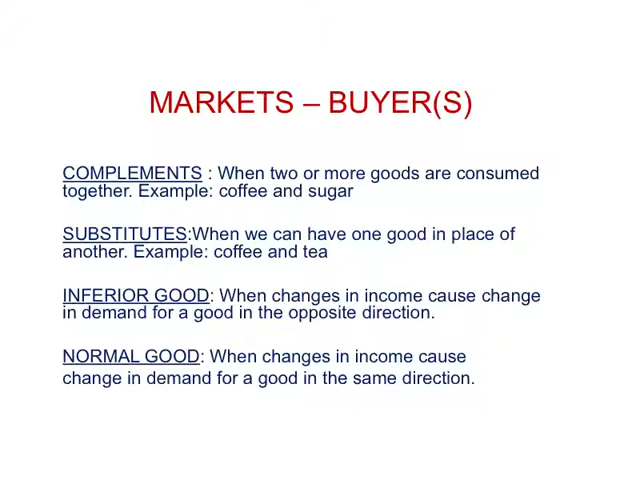 MARKETS – BUYER(S)
COMPLEMENTS : When two or more goods are consumed
together. Example: coffee and sugar
SUBSTITUTES:When we can have one good in place of
another. Example: coffee and tea
INFERIOR GOOD: When changes in income cause change
in demand for a good in the opposite direction.
NORMAL GOOD: When changes in income cause
change in demand for a good in the same direction.